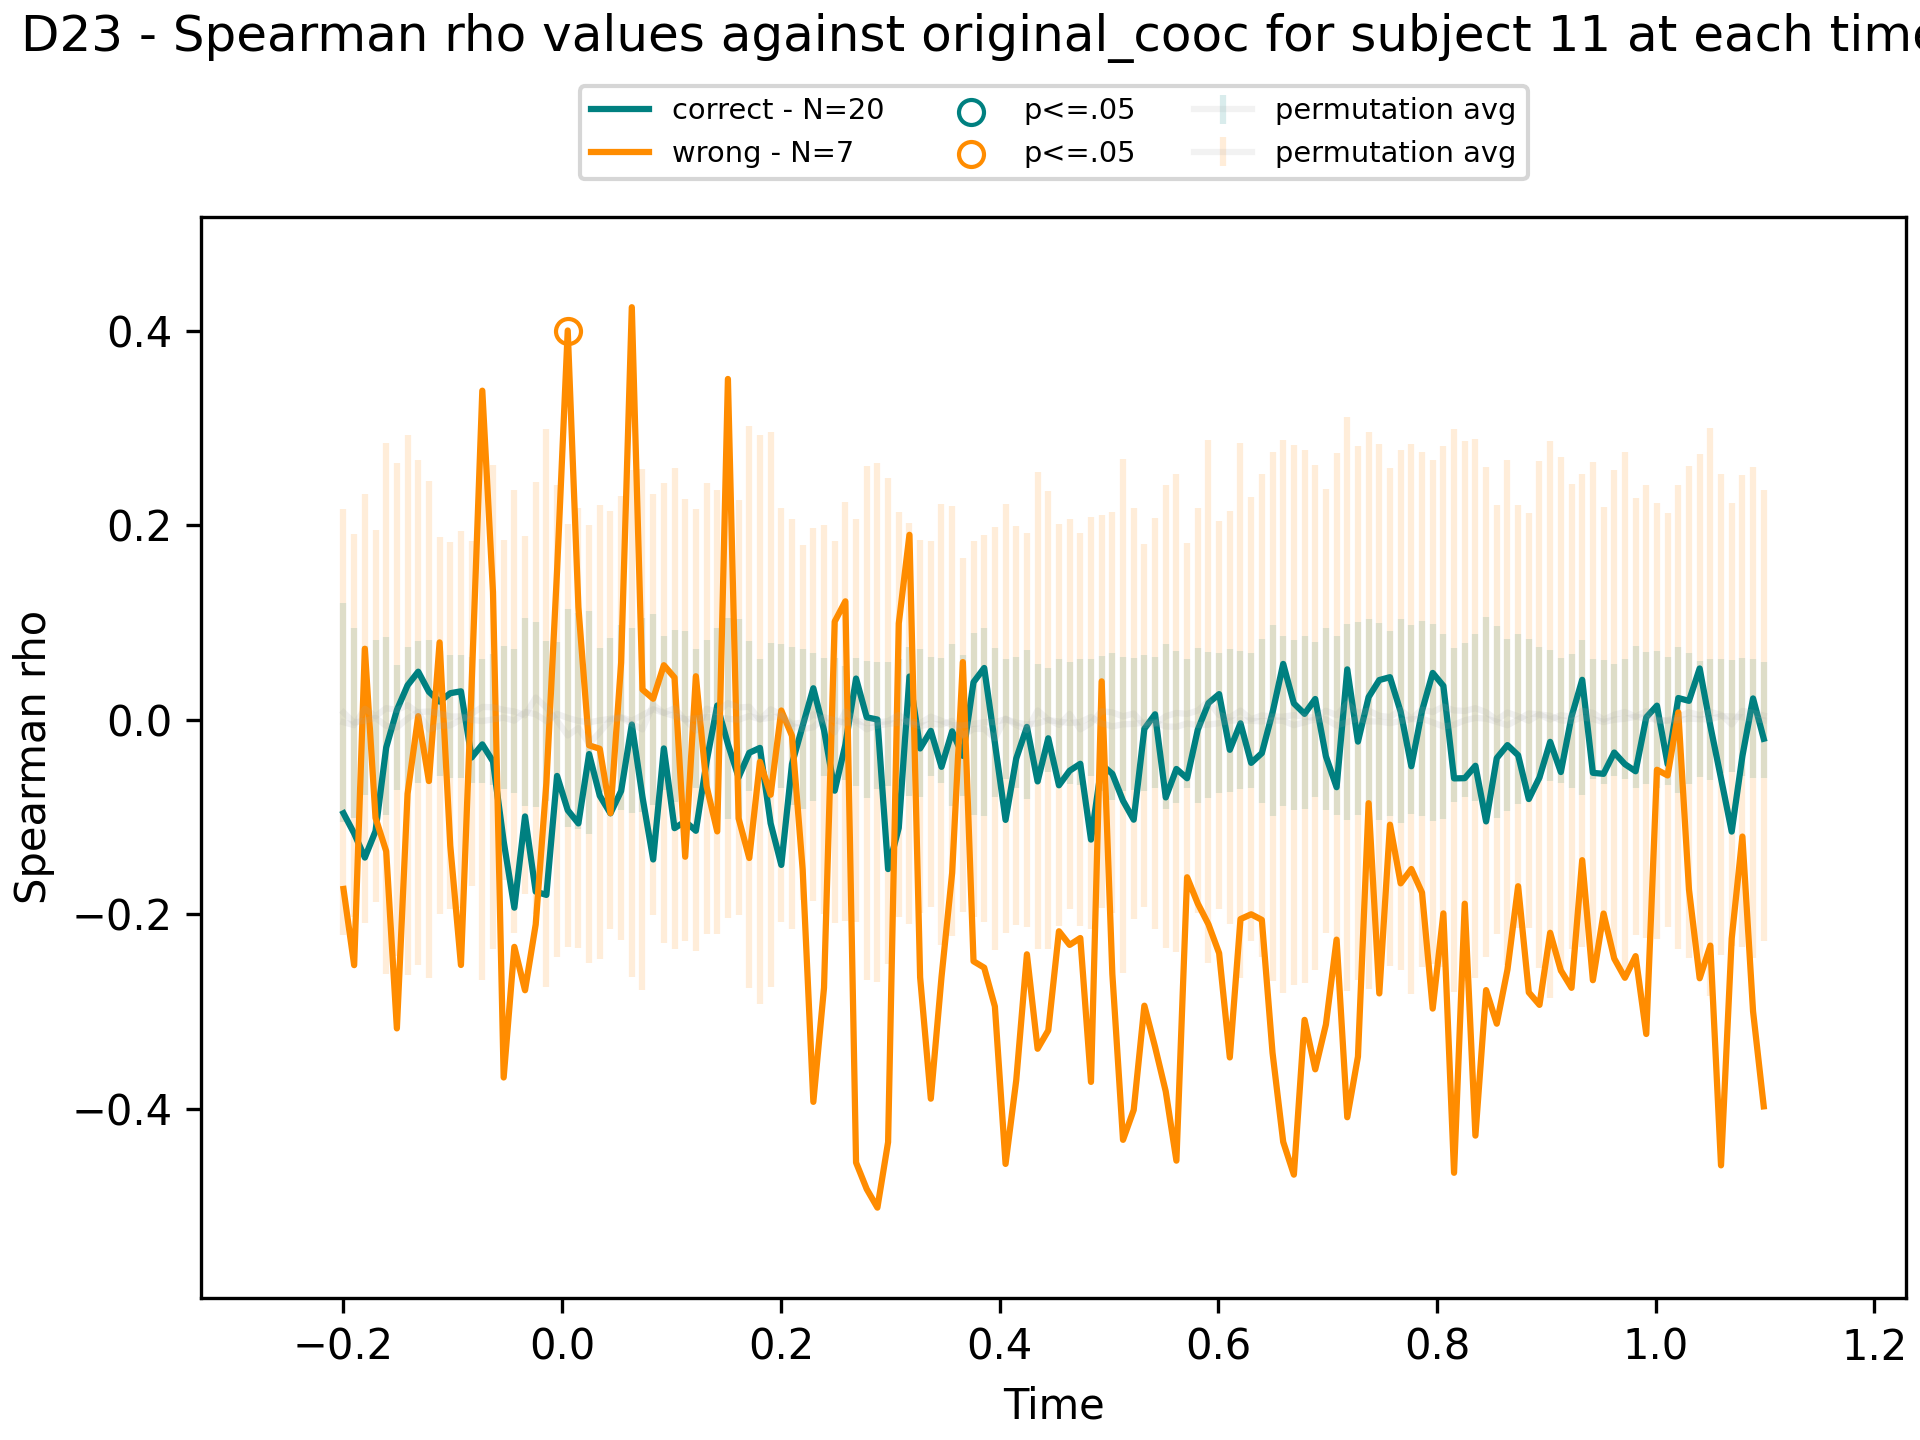 D23 - Spearman rho values against original_cooc for subject 11 at each time
correct - N=20 p<=.05 permutation avg
wrong - N=7 p<=.05 permutation avg
Spearman rho
0.4
0.2
0.0
−0.2
−0.4
−0.2 0.0 0.2 0.4 0.6 0.8 1.0 1.2
Time